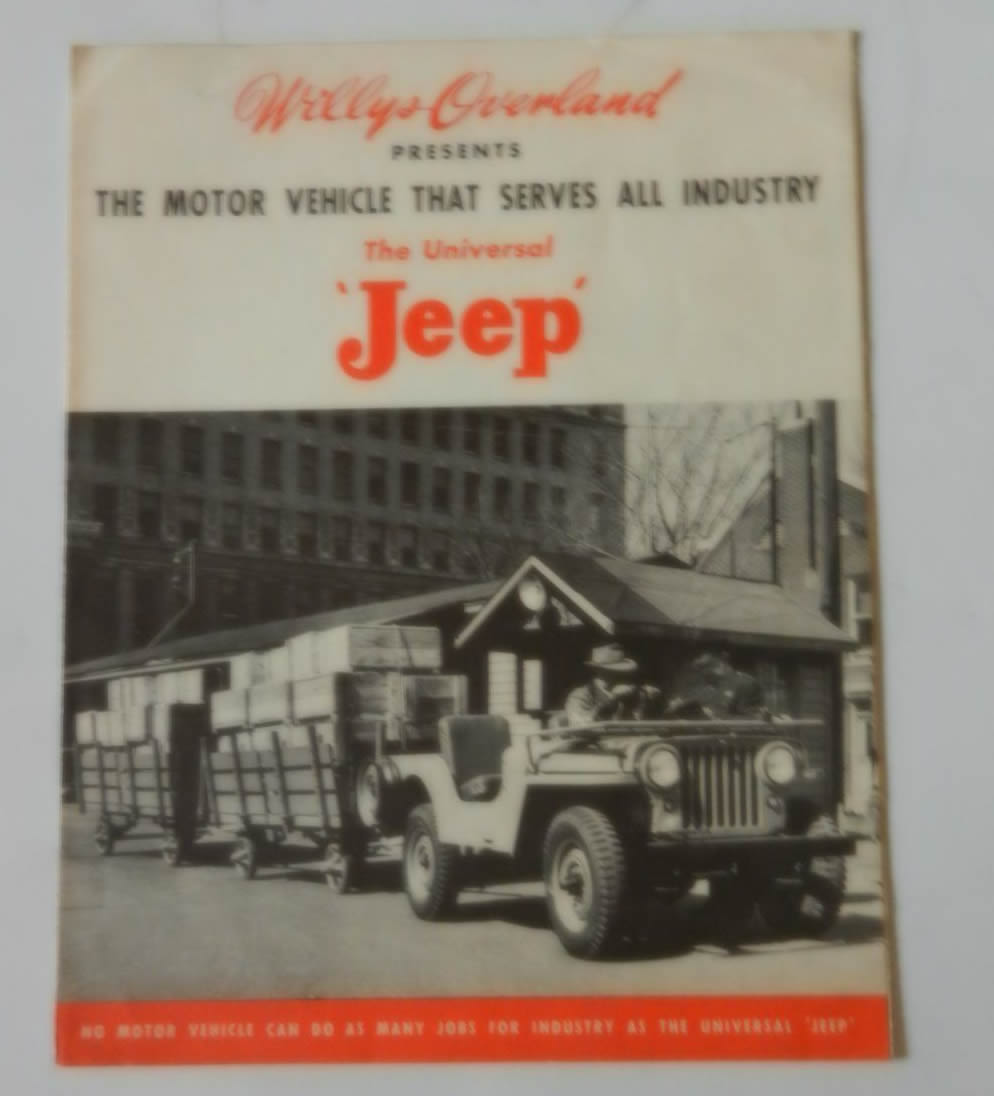 Willys-Overland
PRESENTS
THE MOTOR VEHICLE THAT SERVES ALL INDUSTRY
The Universal
'Jeep'
NO MOTOR VEHICLE CAN DO AS MANY JOBS FOR INDUSTRY AS THE UNIVERSAL 'JEEP'